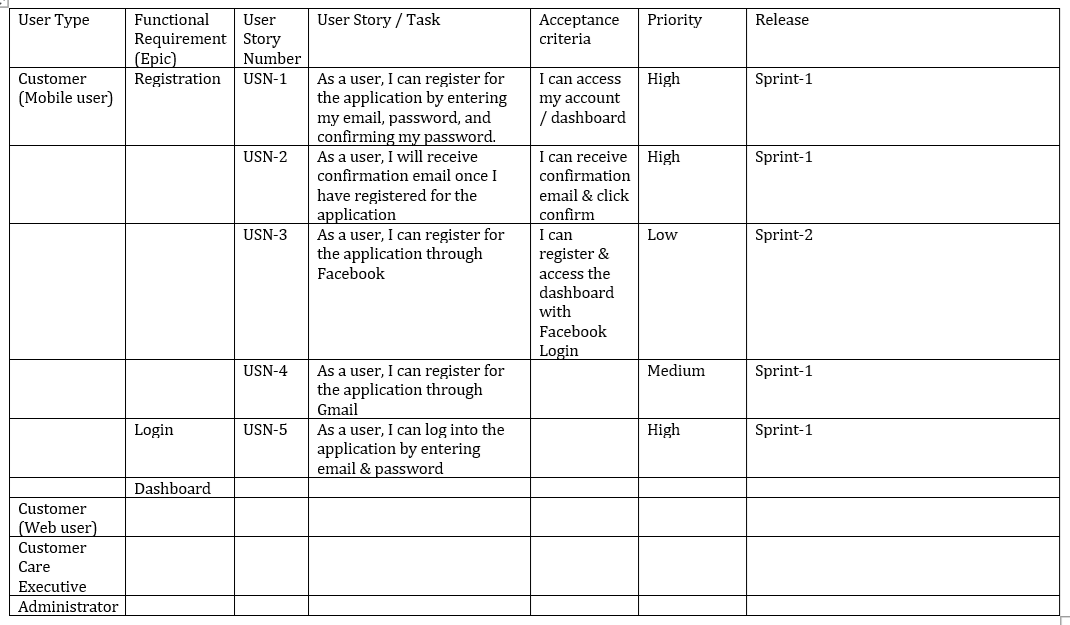 User Type
Functional
Requirement
(Epic)
User
Story
Number
User Story / Task
Acceptance
criteria
Priority
Release
Customer
(Mobile user)
Registration
USN-1
As a user, I can register for
the application by entering
my email, password, and
confirming my password.
I can access
my account
/ dashboard
High
Sprint-1
USN-2
As a user, I will receive
confirmation email once I
have registered for the
application
I can receive
confirmation
email & click
confirm
High
Sprint-1
USN-3
As a user, I can register for
the application through
Facebook
I can
register &
access the
dashboard
with
Facebook
Login
Low
Sprint-2
USN-4
As a user, I can register for
the application through
Gmail
Medium
Sprint-1
Login
USN-5
As a user, I can log into the
application by entering
email & password
High
Sprint-1
Dashboard
Customer
(Web user)
Customer
Care
Executive
Administrator